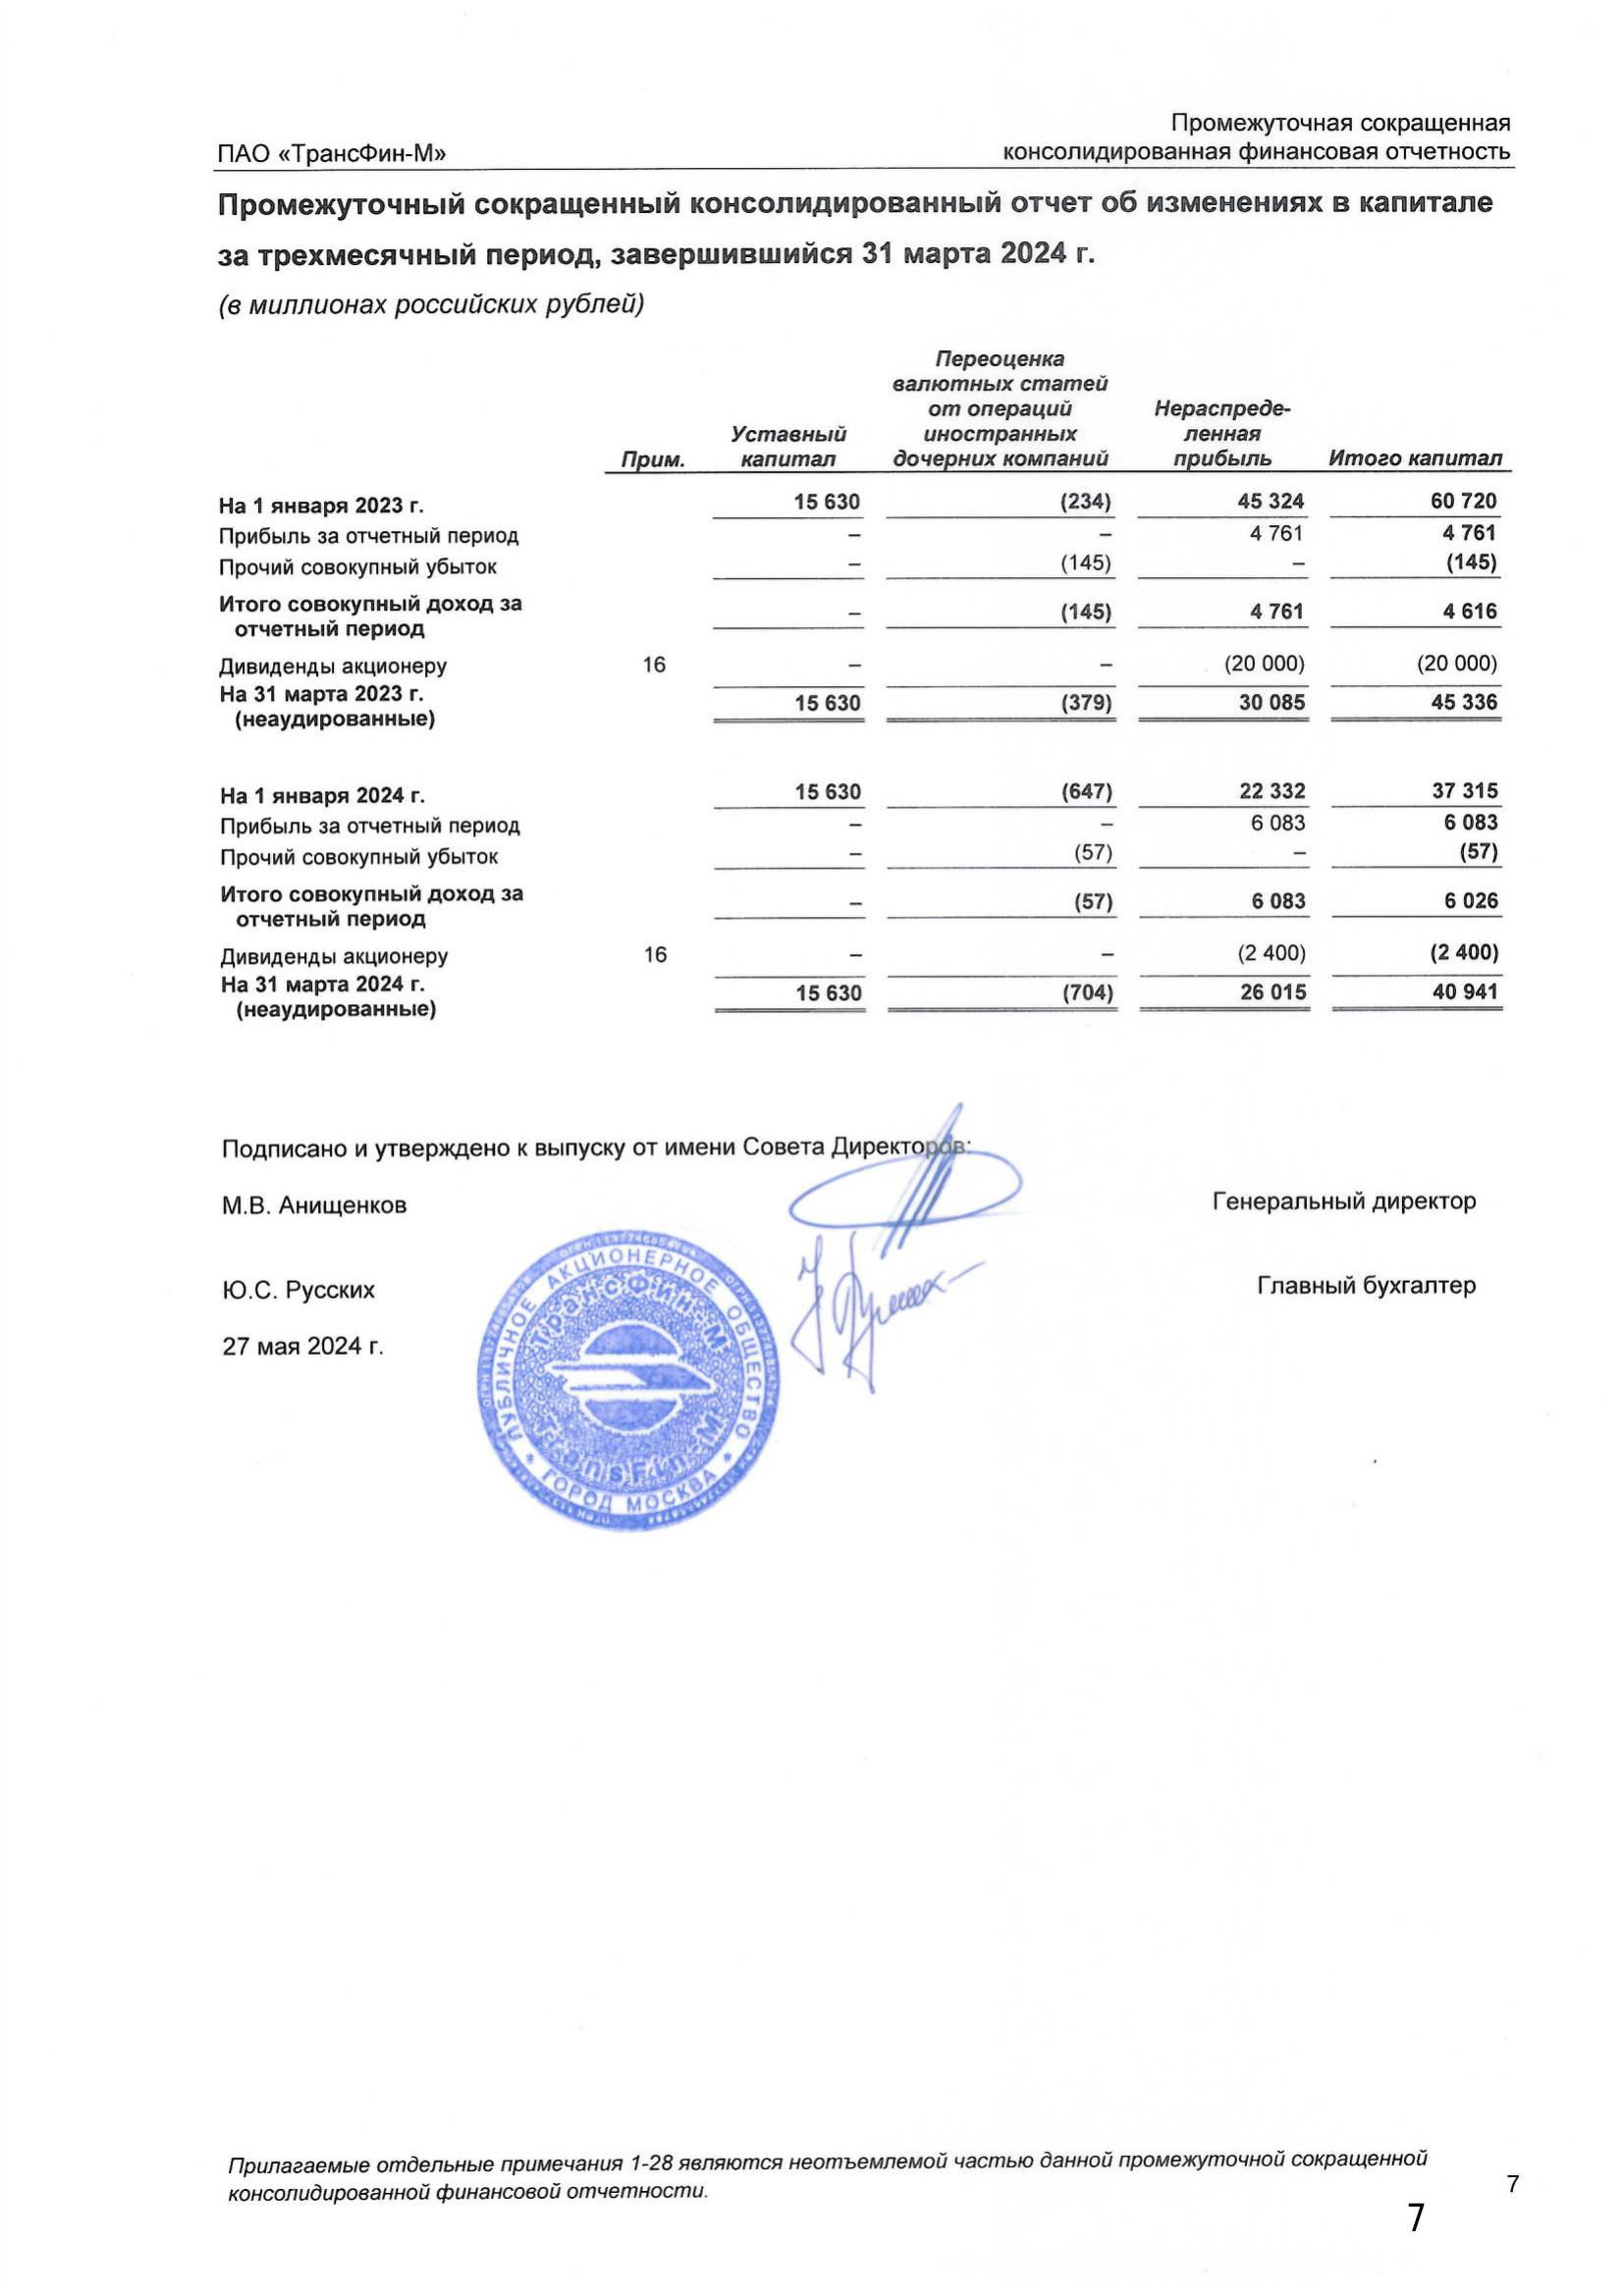 Промежуточная сокращенная
ПАО «ТрансФин-М» консолидированная финансовая отчетность
Промежуточный сокращенный консолидированный отчет об изменениях в капитале
за трехмесячный период, завершившийся 31 марта 2024 г.
(в миллионах российских рублей)
Переоценка
валютных статей
от операций Нераспреде-
Уставный иностранных ленная
Прим. капитал дочерних компаний прибыль Итого капитал
На 1 января 2023 г. 15 630 (234) 45 324 60 720
Прибыль за отчетный период – – 4 761 4 761
Прочий совокупный убыток – (145) – (145)
Итого совокупный доход за
отчетный период – (145) 4 761 4 616
Дивиденды акционеру 16 – – (20 000) (20 000)
На 31 марта 2023 г.
(неаудированные) 15 630 (379) 30 085 45 336
На 1 января 2024 г. 15 630 (647) 22 332 37 315
Прибыль за отчетный период – – 6 083 6 083
Прочий совокупный убыток – (57) – (57)
Итого совокупный доход за
отчетный период – (57) 6 083 6 026
Дивиденды акционеру 16 – – (2 400) (2 400)
На 31 марта 2024 г.
(неаудированные) 15 630 (704) 26 015 40 941
Подписано и утверждено к выпуску от имени Совета Директоров:
М.В. Анищенков Генеральный директор
Ю.С. Русских Главный бухгалтер
27 мая 2024 г.
ПУБЛИЧНОЕ АКЦИОНЕРНОЕ ОБЩЕСТВО
ТрансФин-М
TransFin-M
* ГОРОД МОСКВА *
Прилагаемые отдельные примечания 1-28 являются неотъемлемой частью данной промежуточной сокращенной
консолидированной финансовой отчетности.
7
7